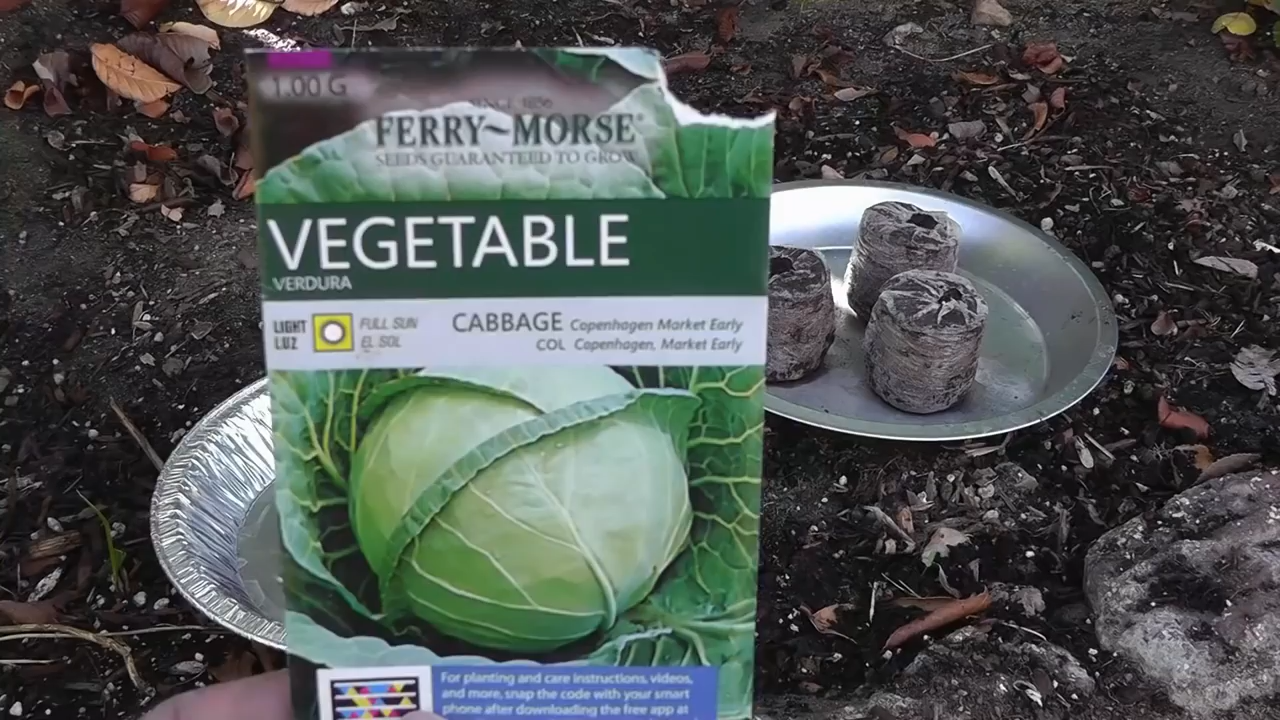 1.00 G
SINCE 1856
FERRY~MORSE®
SEEDS GUARANTEED TO GROW
VEGETABLE
VERDURA
LIGHT FULL SUN
LUZ EL SOL
CABBAGE Copenhagen Market Early
COL Copenhagen, Market Early
For planting and care instructions, videos,
and more, snap the code with your smart
phone after downloading the free app at